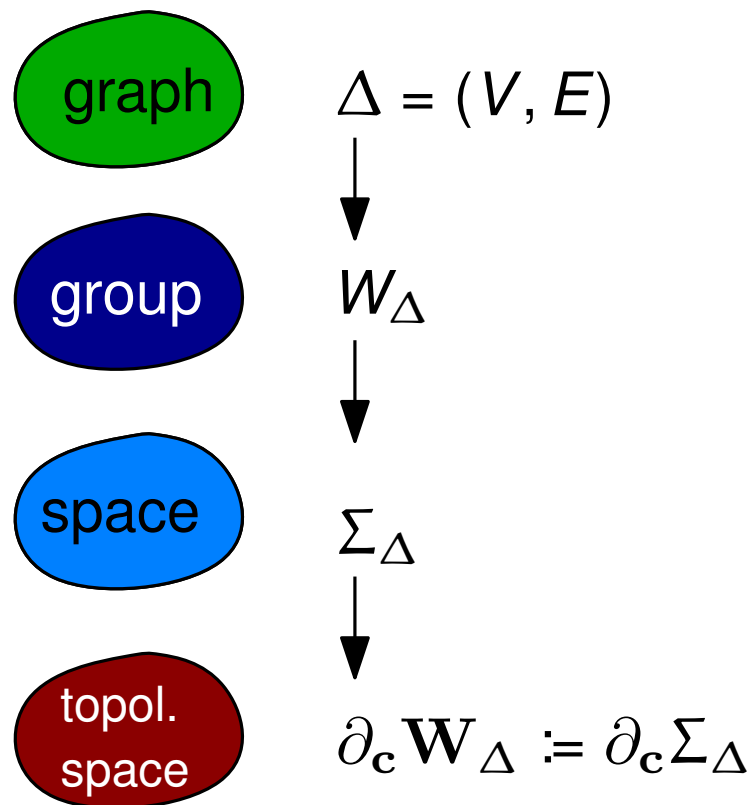 graph Δ = (V, E)
group W_Δ
space Σ_Δ
topol.
space ∂_c W_Δ := ∂_c Σ_Δ